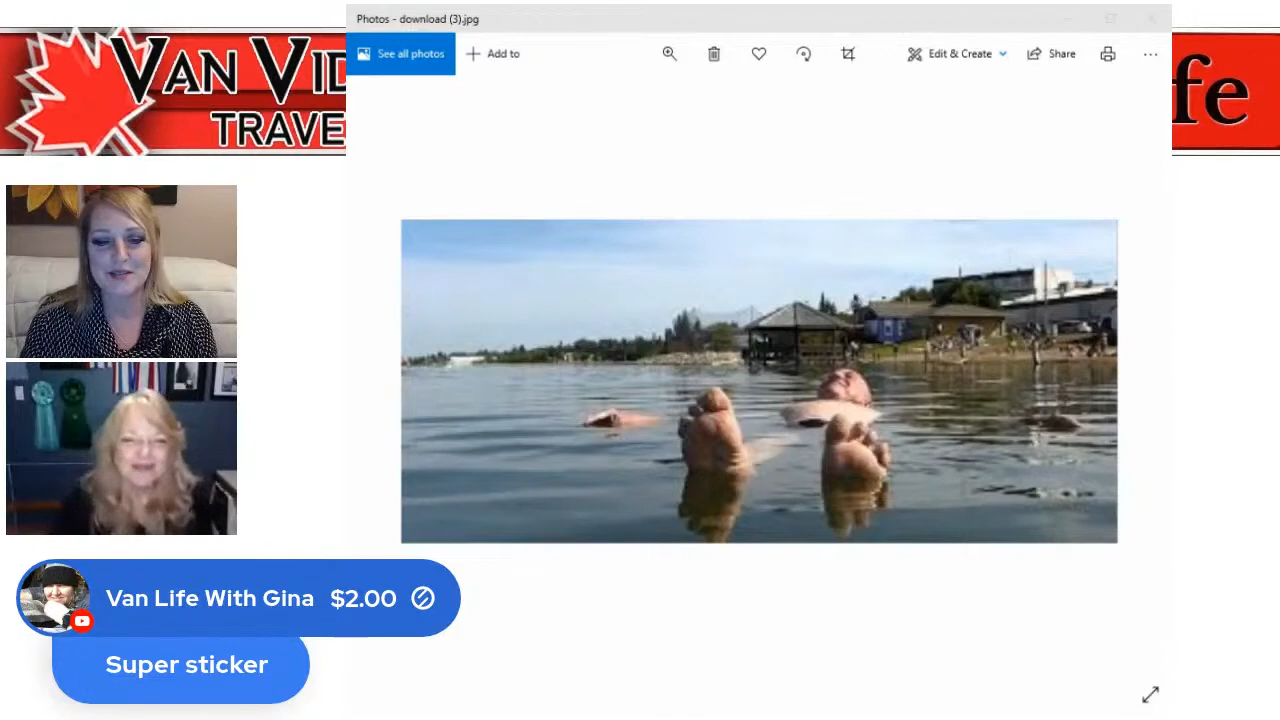 Photos - download (3).jpg
See all photos
Add to
Edit & Create
Share
VAN VID
TRAVE
fe
Van Life With Gina $2.00
Super sticker